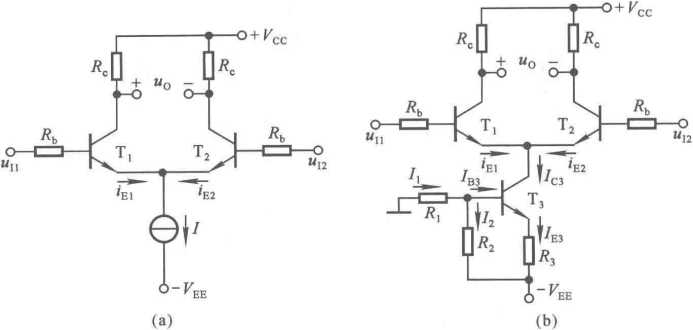 +V_CC
R_c
R_c
+ u_O −
R_b
T_1
T_2
R_b
u_I1
u_I2
i_E1
i_E2
I
−V_EE
(a)
+V_CC
R_c
R_c
+ u_O −
R_b
T_1
T_2
R_b
u_I1
u_I2
i_E1
i_E2
I_1
I_B3
I_C3
R_1
I_2
T_3
R_2
I_E3
R_3
−V_EE
(b)